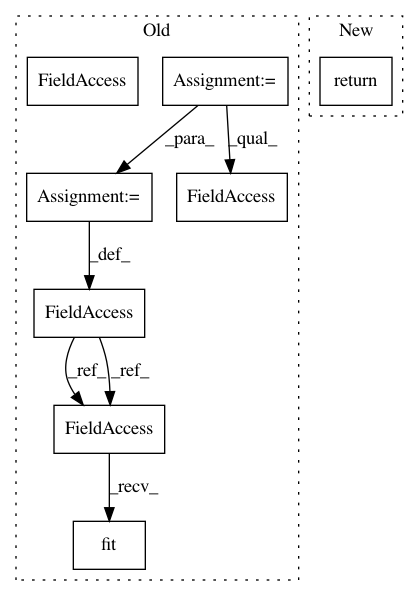 Old
New
FieldAccess
Assignment:=
return
_para_
_qual_
Assignment:=
FieldAccess
_def_
FieldAccess
_ref_
_ref_
FieldAccess
_recv_
fit